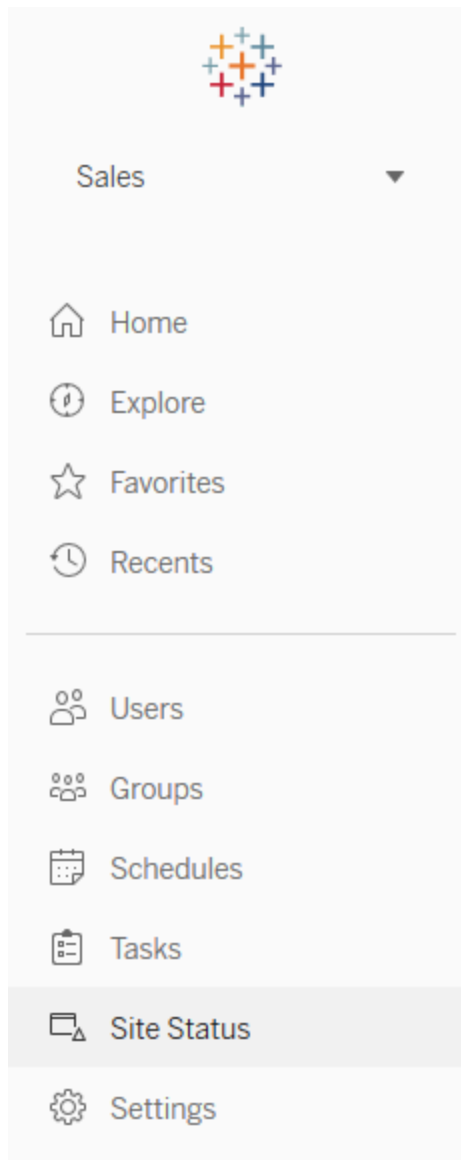 Sales
Home
Explore
Favorites
Recents
Users
Groups
Schedules
Tasks
Site Status
Settings